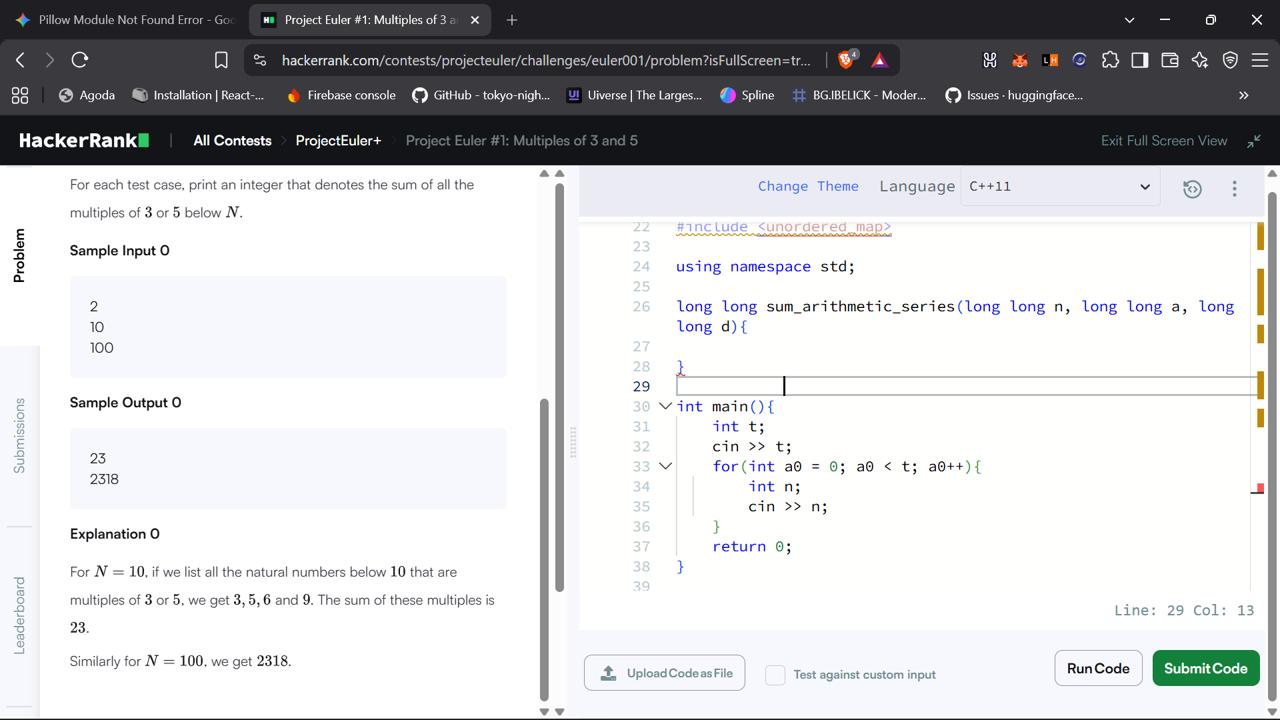 Pillow Module Not Found Error - Goo
Project Euler #1: Multiples of 3 a
hackerrank.com/contests/projecteuler/challenges/euler001/problem?isFullScreen=tr...
4
Agoda
Installation | React-...
Firebase console
GitHub - tokyo-nigh...
UI
Uiverse | The Larges...
Spline
BG.IBELICK - Moder...
Issues · huggingface...
HackerRank
All Contests
ProjectEuler+
Project Euler #1: Multiples of 3 and 5
Exit Full Screen View
Problem
Submissions
Leaderboard
For each test case, print an integer that denotes the sum of all the
multiples of 3 or 5 below N.
Sample Input 0
2
10
100
Sample Output 0
23
2318
Explanation 0
For N = 10, if we list all the natural numbers below 10 that are
multiples of 3 or 5, we get 3, 5, 6 and 9. The sum of these multiples is
23.
Similarly for N = 100, we get 2318.
Change Theme
Language
C++11
22 #include <unordered_map>
23
24 using namespace std;
25
26 long long sum_arithmetic_series(long long n, long long a, long
long d){
27
28 }
29
30 int main(){
31 int t;
32 cin >> t;
33 for(int a0 = 0; a0 < t; a0++){
34 int n;
35 cin >> n;
36 }
37 return 0;
38 }
39
Line: 29 Col: 13
Upload Code as File
Test against custom input
Run Code
Submit Code